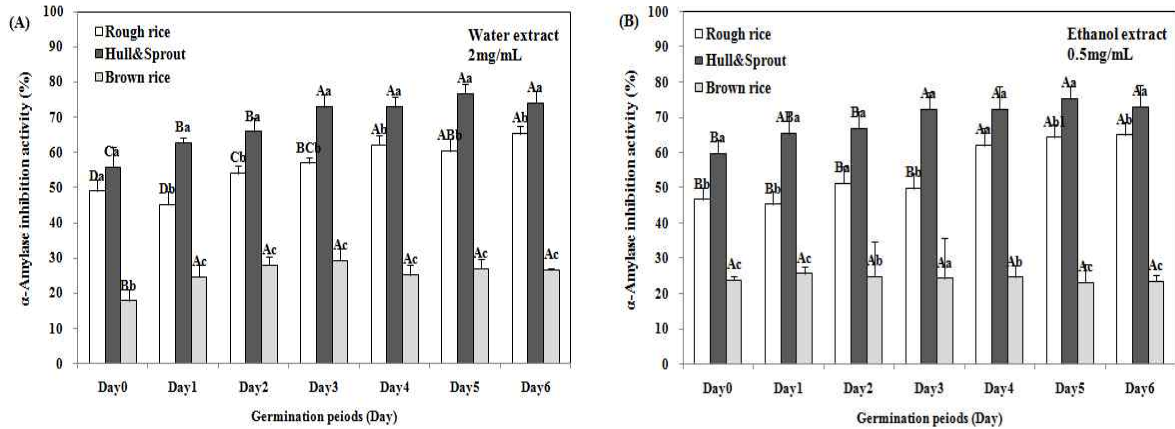 (A)
Rough rice
Hull&Sprout
Brown rice
Water extract
2mg/mL
α-Amylase inhibition activity (%)
100
90
80
70
60
50
40
30
20
10
0
Da Ca Bb
Db Ba Ac
Cb Ba Ac
BCb Aa Ac
Ab Aa Ac
ABb Aa Ac
Ab Aa Ac
Day0 Day1 Day2 Day3 Day4 Day5 Day6
Germination peiods (Day)
(B)
Rough rice
Hull&Sprout
Brown rice
Ethanol extract
0.5mg/mL
α-Amylase inhibition activity (%)
100
90
80
70
60
50
40
30
20
10
0
Bb Ba Ac
Bb ABa Ac
Ba Ba Ab
Bb Aa Aa
Aa Aa Ab
Ab1 Aa Ac
Ab Aa Ac
Day0 Day1 Day2 Day3 Day4 Day5 Day6
Germination peiods (Day)